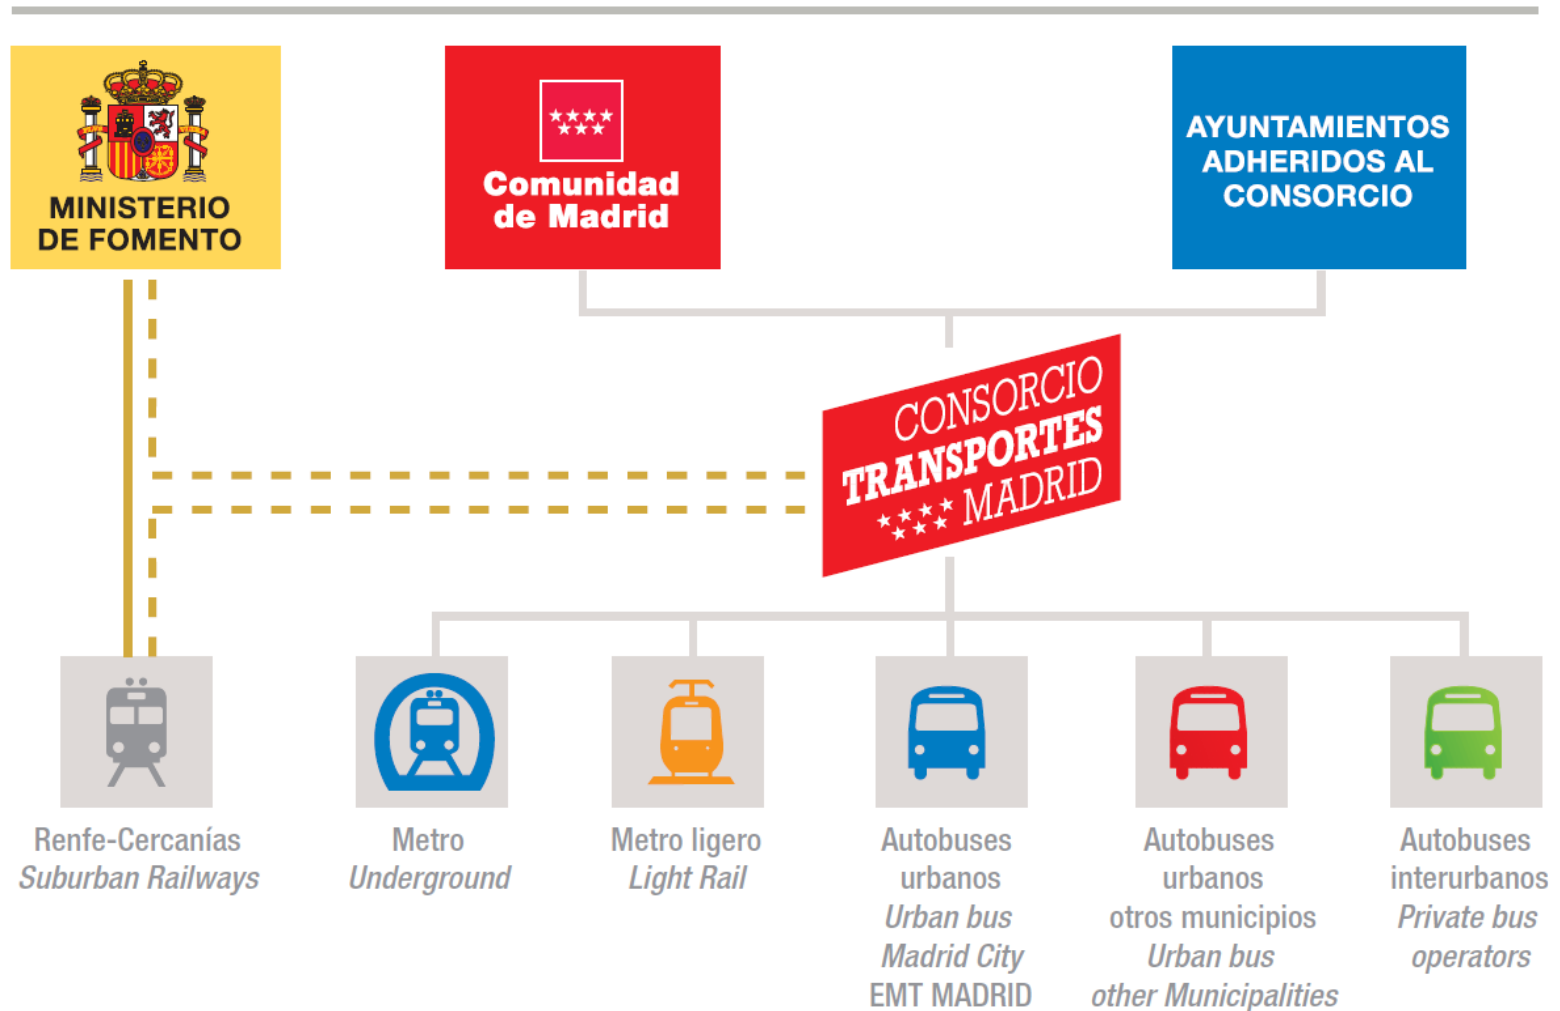 MINISTERIO
DE FOMENTO
Comunidad
de Madrid
AYUNTAMIENTOS
ADHERIDOS AL
CONSORCIO
CONSORCIO
TRANSPORTES
MADRID
Renfe-Cercanías
Suburban Railways
Metro
Underground
Metro ligero
Light Rail
Autobuses
urbanos
Urban bus
Madrid City
EMT MADRID
Autobuses
urbanos
otros municipios
Urban bus
other Municipalities
Autobuses
interurbanos
Private bus
operators